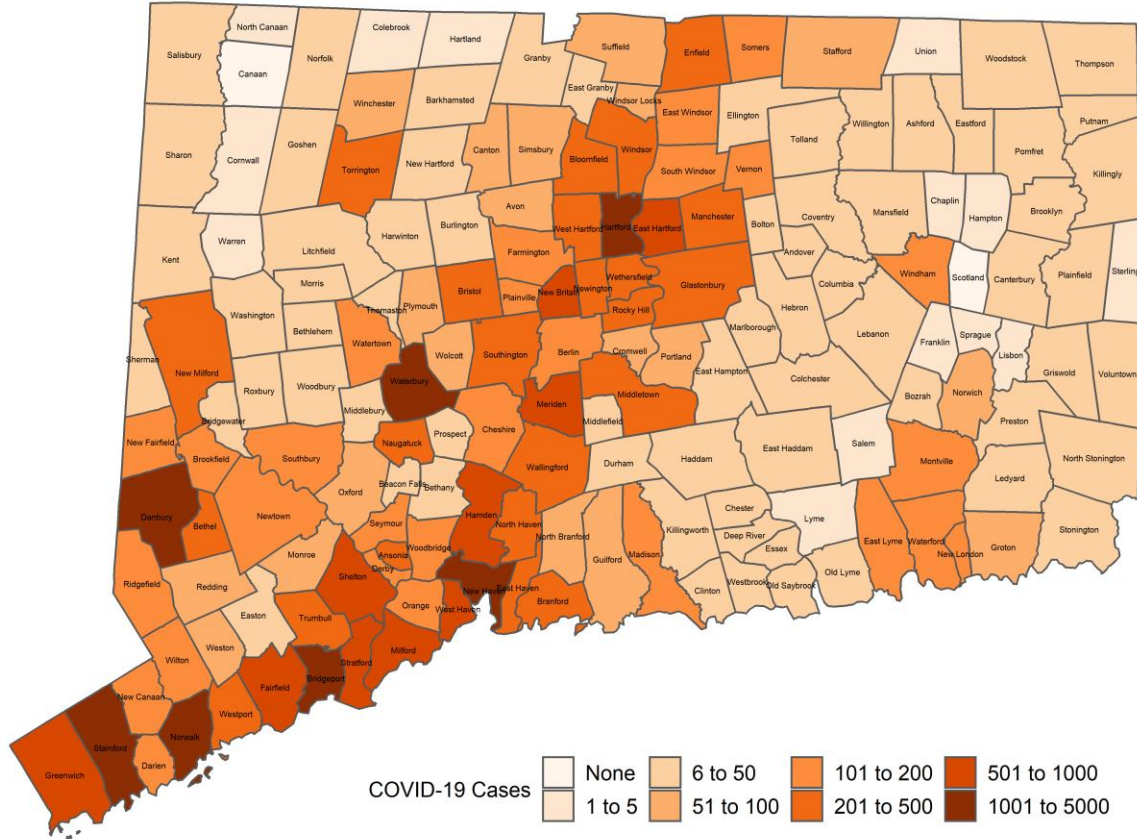 North Canaan
Colebrook
Hartland
Union
Salisbury
Canaan
Norfolk
Granby
Suffield
Enfield
Somers
Stafford
Woodstock
Thompson
East Granby
Windsor Locks
Winchester
Barkhamsted
East Windsor
Ellington
Willington
Ashford
Eastford
Putnam
Sharon
Cornwall
Goshen
Torrington
New Hartford
Canton
Simsbury
Bloomfield
Windsor
South Windsor
Vernon
Tolland
Pomfret
Killingly
Avon
Chaplin
Hampton
Brooklyn
Mansfield
Coventry
Kent
Warren
Litchfield
Harwinton
Burlington
West Hartford
Hartford
East Hartford
Manchester
Bolton
Andover
Farmington
Windham
Scotland
Canterbury
Plainfield
Sterling
Morris
Washington
Bethlehem
Thomaston
Plymouth
Bristol
Plainville
New Britain
Newington
Wethersfield
Rocky Hill
Glastonbury
Hebron
Columbia
Marlborough
Lebanon
Franklin
Sprague
Lisbon
Sherman
New Milford
Watertown
Wolcott
Southington
Berlin
Cromwell
Portland
East Hampton
Colchester
Griswold
Voluntown
Roxbury
Woodbury
Waterbury
Middlebury
Meriden
Middletown
Middlefield
Bozrah
Norwich
Preston
Bridgewater
New Fairfield
Brookfield
Southbury
Naugatuck
Prospect
Cheshire
Wallingford
Durham
Haddam
East Haddam
Salem
Montville
North Stonington
Ledyard
Danbury
Bethel
Newtown
Oxford
Beacon Falls
Bethany
Hamden
North Haven
Seymour
Woodbridge
Ansonia
Derby
North Branford
Guilford
Madison
Killingworth
Chester
Deep River
Essex
Lyme
East Lyme
Waterford
New London
Groton
Stonington
Ridgefield
Redding
Monroe
Shelton
Orange
West Haven
New Haven
East Haven
Branford
Clinton
Westbrook
Old Saybrook
Old Lyme
Easton
Trumbull
Weston
Wilton
Stratford
Milford
New Canaan
Westport
Fairfield
Bridgeport
Greenwich
Stamford
Darien
Norwalk
COVID-19 Cases
None
6 to 50
101 to 200
501 to 1000
1 to 5
51 to 100
201 to 500
1001 to 5000